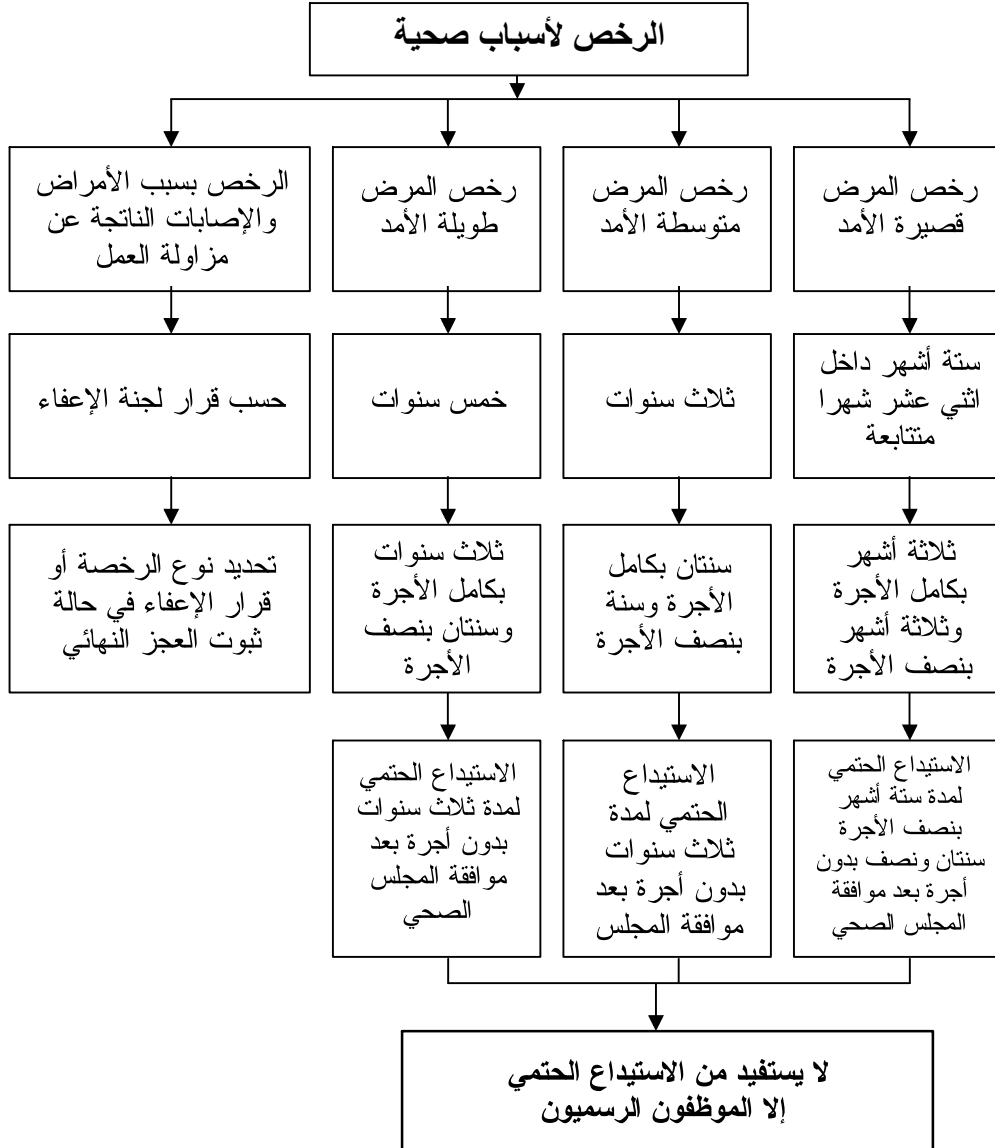 الرخص لأسباب صحية
رخص المرض
قصيرة الأمد
رخص المرض
متوسطة الأمد
رخص المرض
طويلة الأمد
الرخص بسبب الأمراض
والإصابات الناتجة عن
مزاولة العمل
ستة أشهر داخل
اثني عشر شهرا
متتابعة
ثلاث سنوات
خمس سنوات
حسب قرار لجنة الإعفاء
ثلاثة أشهر
بكامل الأجرة
وثلاثة أشهر
بنصف الأجرة
سنتان بكامل
الأجرة وسنة
بنصف الأجرة
ثلاث سنوات
بكامل الأجرة
وسنتان بنصف
الأجرة
تحديد نوع الرخصة أو
قرار الإعفاء في حالة
ثبوت العجز النهائي
الاستيداع الحتمي
لمدة ستة أشهر
بنصف الأجرة
سنتان ونصف بدون
أجرة بعد موافقة
المجلس الصحي
الاستيداع
الحتمي لمدة
ثلاث سنوات
بدون أجرة بعد
موافقة المجلس
الاستيداع الحتمي
لمدة ثلاث سنوات
بدون أجرة بعد
موافقة المجلس
الصحي
لا يستفيد من الاستيداع الحتمي
إلا الموظفون الرسميون